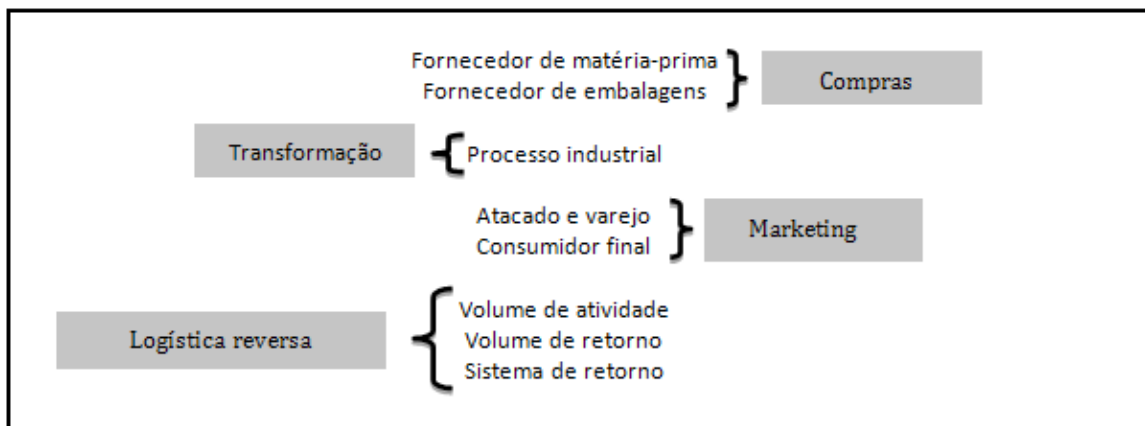 Fornecedor de matéria-prima
Fornecedor de embalagens
Compras
Transformação
Processo industrial
Atacado e varejo
Consumidor final
Marketing
Logística reversa
Volume de atividade
Volume de retorno
Sistema de retorno